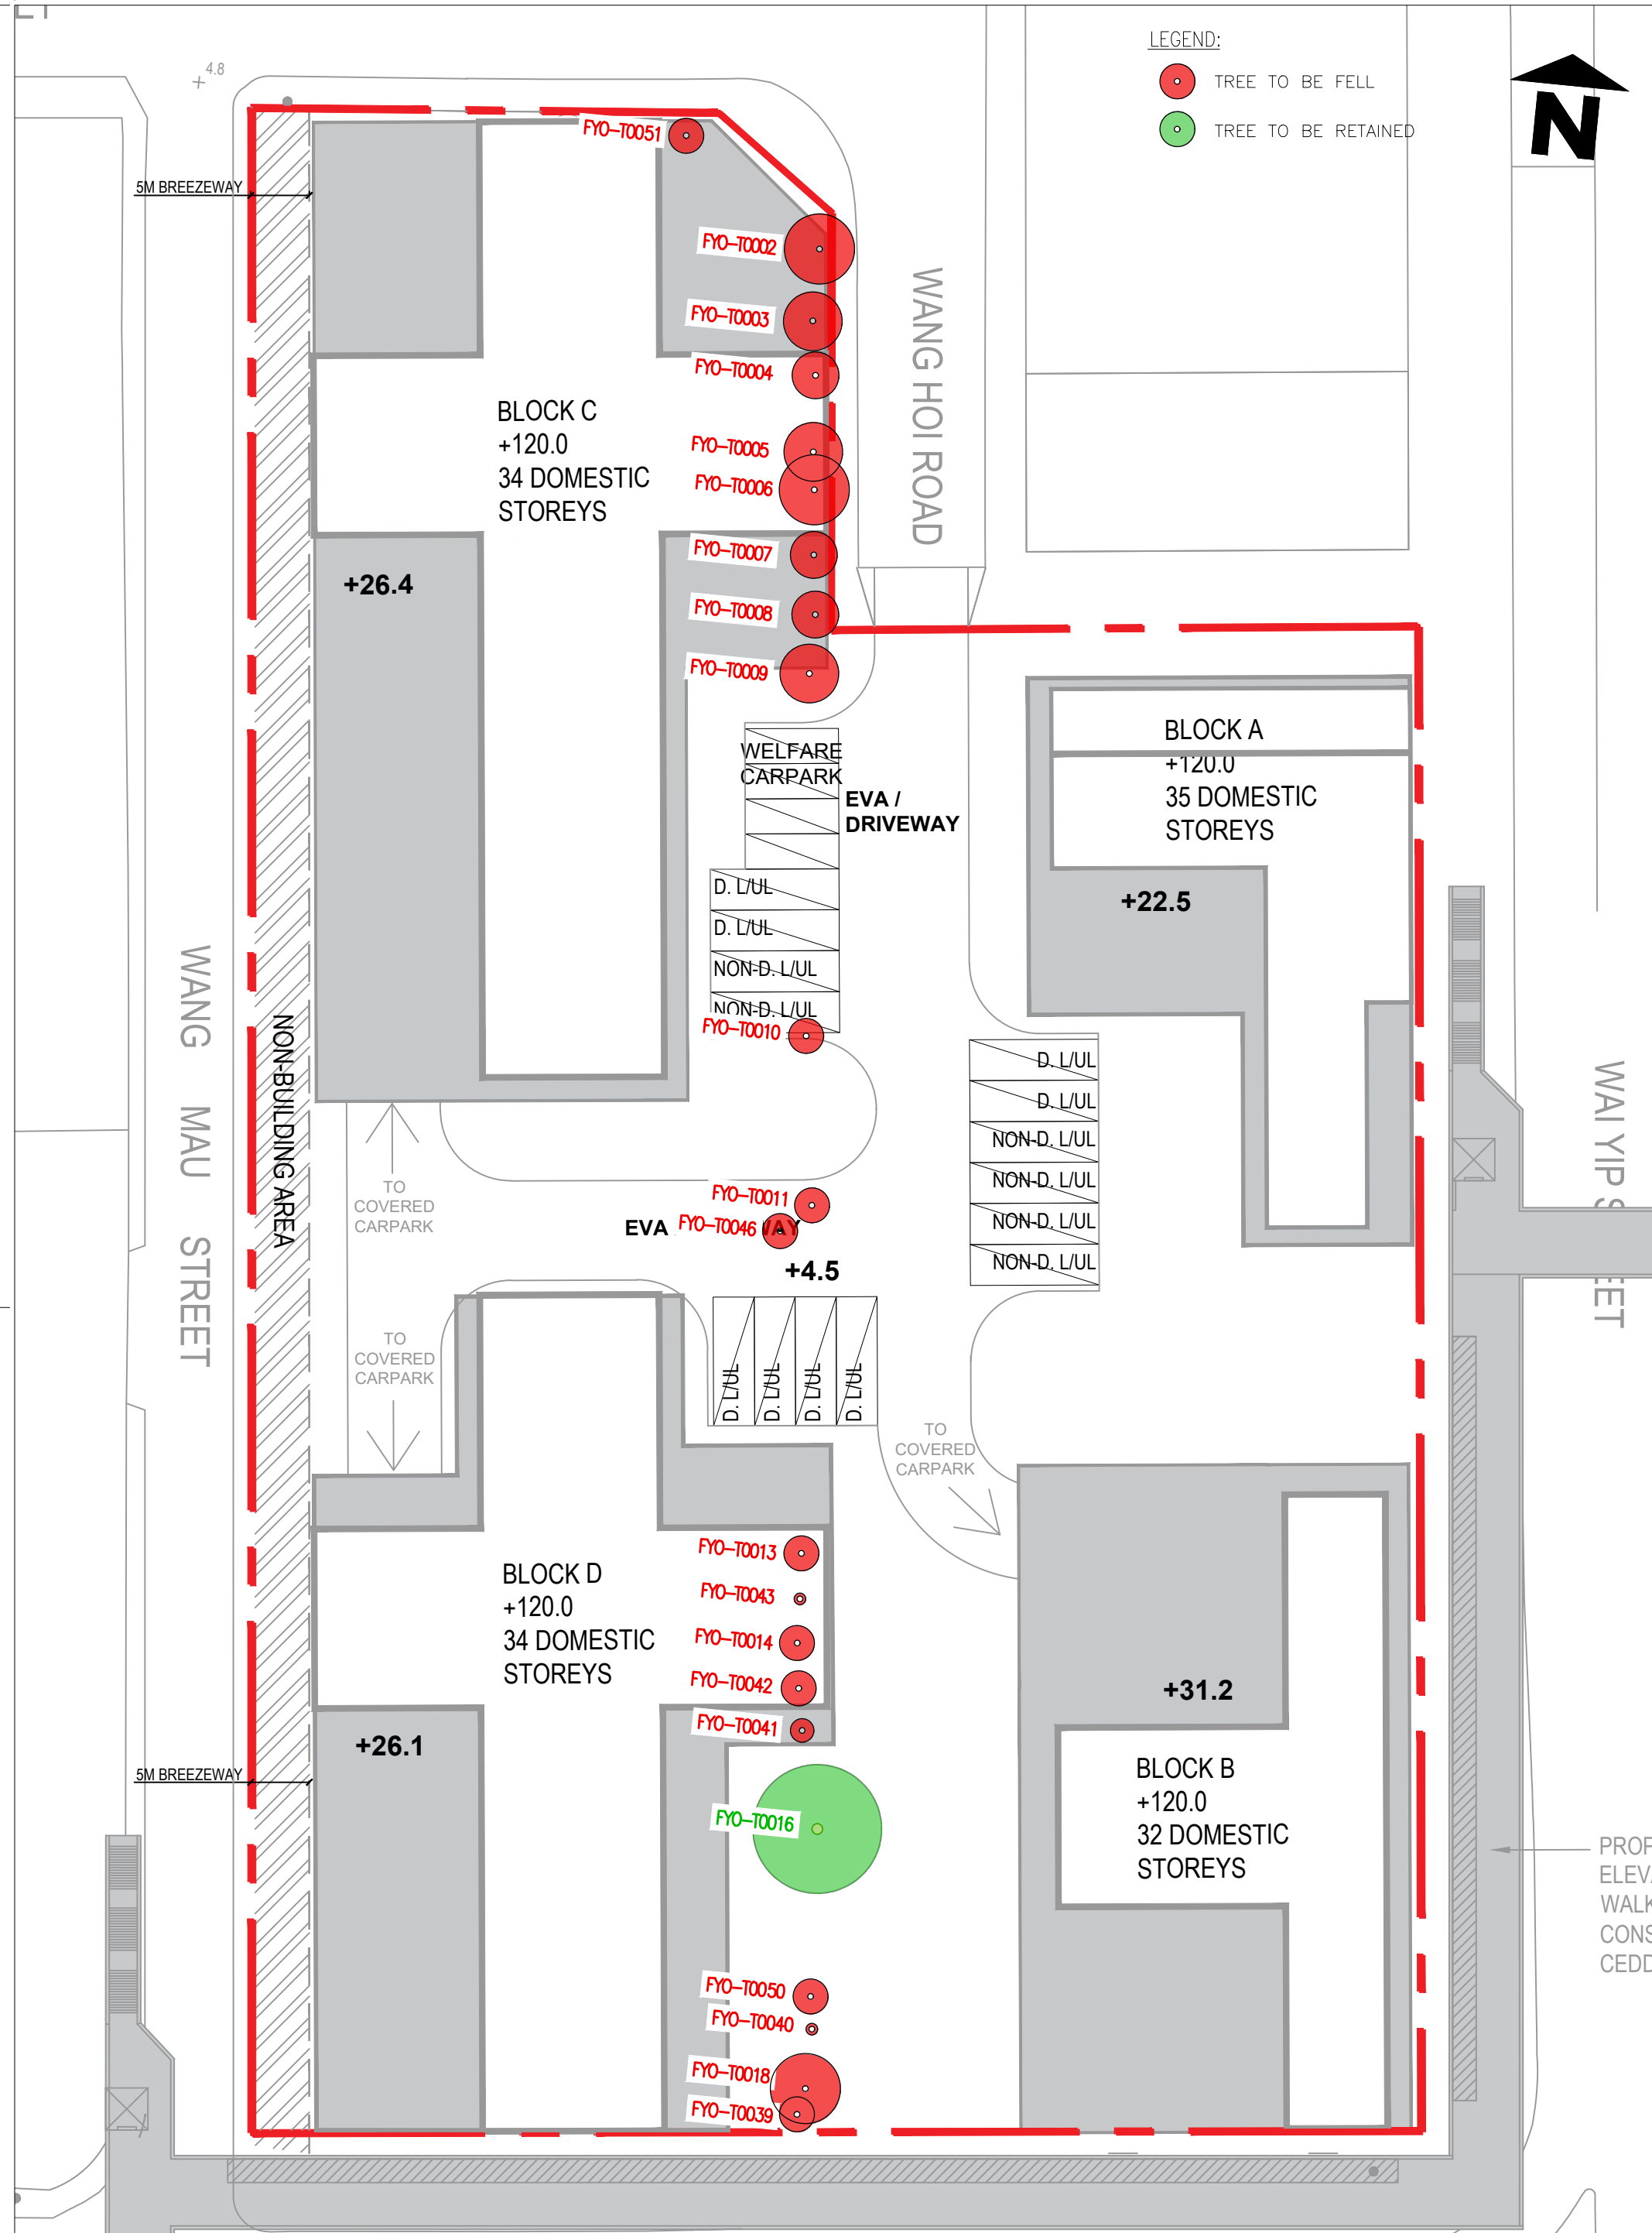 LEGEND:
TREE TO BE FELL
TREE TO BE RETAINED
N
4.8
5M BREEZEWAY
FYO-T0051
FYO-T0002
FYO-T0003
FYO-T0004
FYO-T0005
FYO-T0006
FYO-T0007
FYO-T0008
FYO-T0009
WANG HOI ROAD
BLOCK C
+120.0
34 DOMESTIC
STOREYS
+26.4
WELFARE
CARPARK
EVA /
DRIVEWAY
D. L/UL
D. L/UL
NON-D. L/UL
NON-D. L/UL
FYO-T0010
BLOCK A
+120.0
35 DOMESTIC
STOREYS
+22.5
WANG MAU STREET
NON-BUILDING AREA
WAI YIP
D. L/UL
D. L/UL
NON-D. L/UL
NON-D. L/UL
NON-D. L/UL
NON-D. L/UL
TO
COVERED
CARPARK
FYO-T0011
EVA
FYO-T0046
+4.5
TO
COVERED
CARPARK
D. L/UL
D. L/UL
D. L/UL
D. L/UL
TO
COVERED
CARPARK
BLOCK D
+120.0
34 DOMESTIC
STOREYS
FYO-T0013
FYO-T0043
FYO-T0014
FYO-T0042
FYO-T0041
+26.1
5M BREEZEWAY
FYO-T0016
+31.2
BLOCK B
+120.0
32 DOMESTIC
STOREYS
FYO-T0050
FYO-T0040
FYO-T0018
FYO-T0039
PROP
ELEVA
WALK
CONS
CEDD